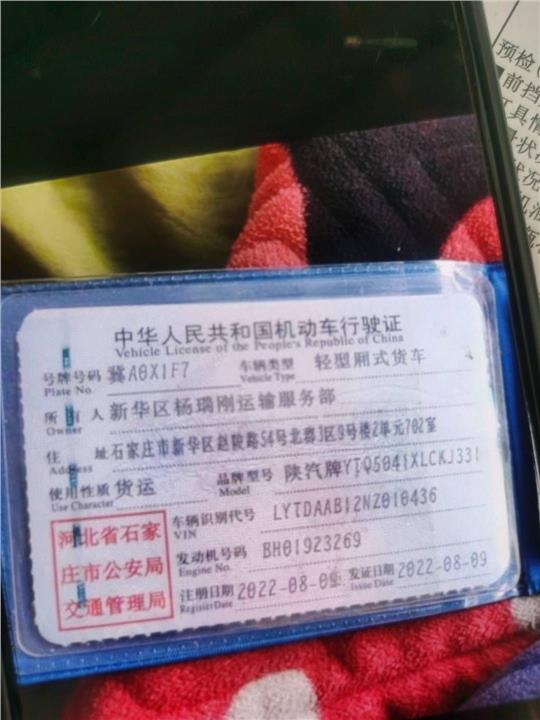 预检(
前挡
工具情
状况
机油
中华人民共和国机动车行驶证
Vehicle License of the People's Republic of China
号牌号码 冀A0X1F7 车辆类型 轻型厢式货车
Plate No. Vehicle Type
所有人 新华区杨瑞刚运输服务部
Owner
住址 石家庄市新华区赵陵路54号北郡3区9号楼2单元702室
Address
使用性质 货运 品牌型号 陕汽牌YTQ5041XLCKJ331
Use Character Model
车辆识别代号 LYTDAAB12NZ010436
VIN
河北省石家
庄市公安局
交通管理局
发动机号码 BH01923269
Engine No.
注册日期 2022-08-09 发证日期 2022-08-09
Register Date Issue Date